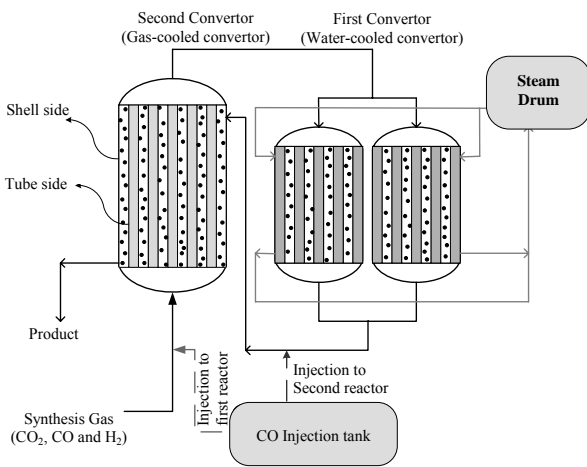 Second Convertor
(Gas-cooled convertor)
First Convertor
(Water-cooled convertor)
Steam
Drum
Shell side
Tube side
Product
Injection to
first reactor
Injection to
Second reactor
Synthesis Gas
(CO₂, CO and H₂)
CO Injection tank